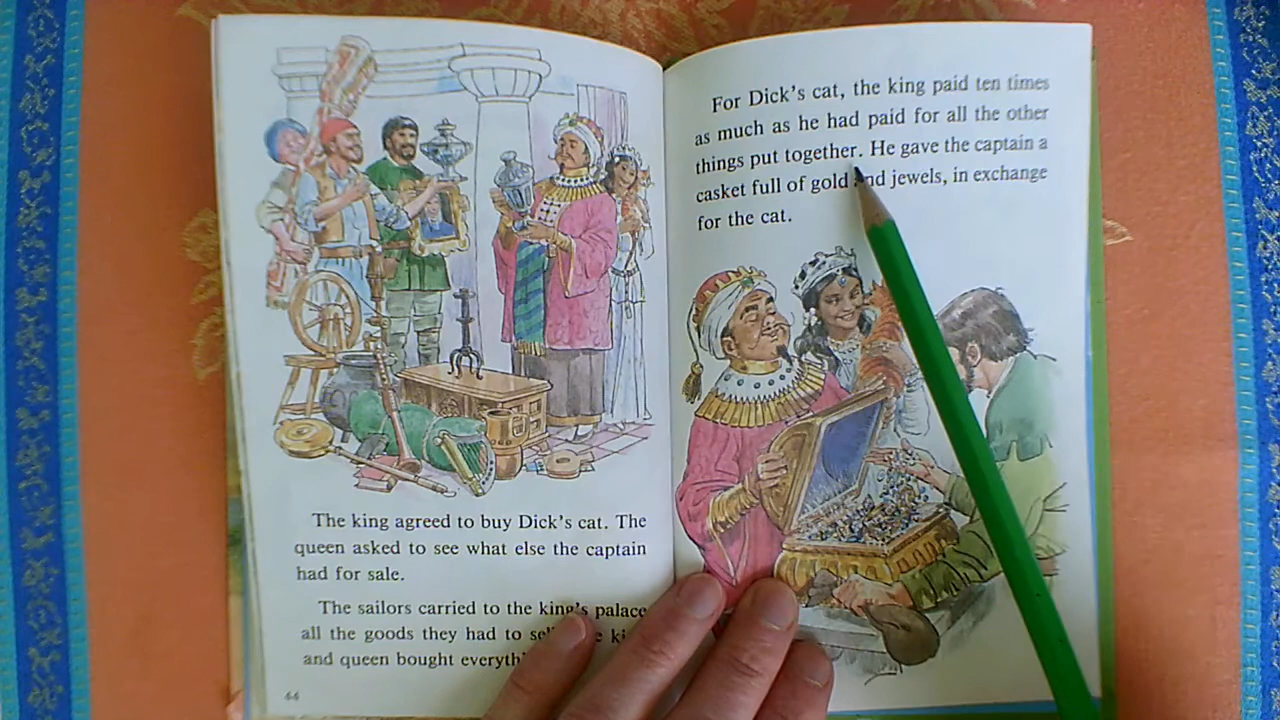 The king agreed to buy Dick's cat. The
queen asked to see what else the captain
had for sale.
The sailors carried to the king's palace
all the goods they had to
and queen bought
44
For Dick's cat, the king paid ten times
as much as he had paid for all the other
things put together. He gave the captain a
casket full of gold and jewels, in exchange
for the cat.